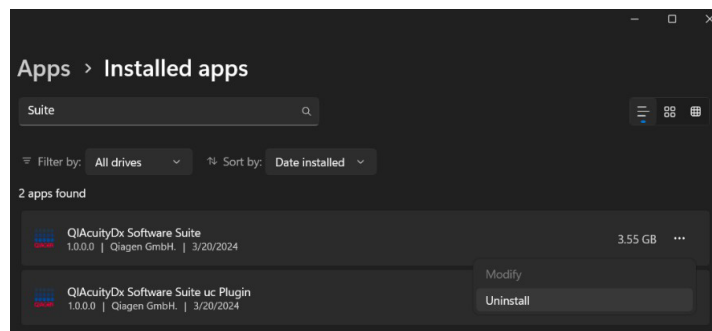 Apps > Installed apps
Suite
Filter by: All drives Sort by: Date installed
2 apps found
QIAcuityDx Software Suite
1.0.0.0 | Qiagen GmbH. | 3/20/2024
3.55 GB
Modify
QIAcuityDx Software Suite uc Plugin
1.0.0.0 | Qiagen GmbH. | 3/20/2024
Uninstall